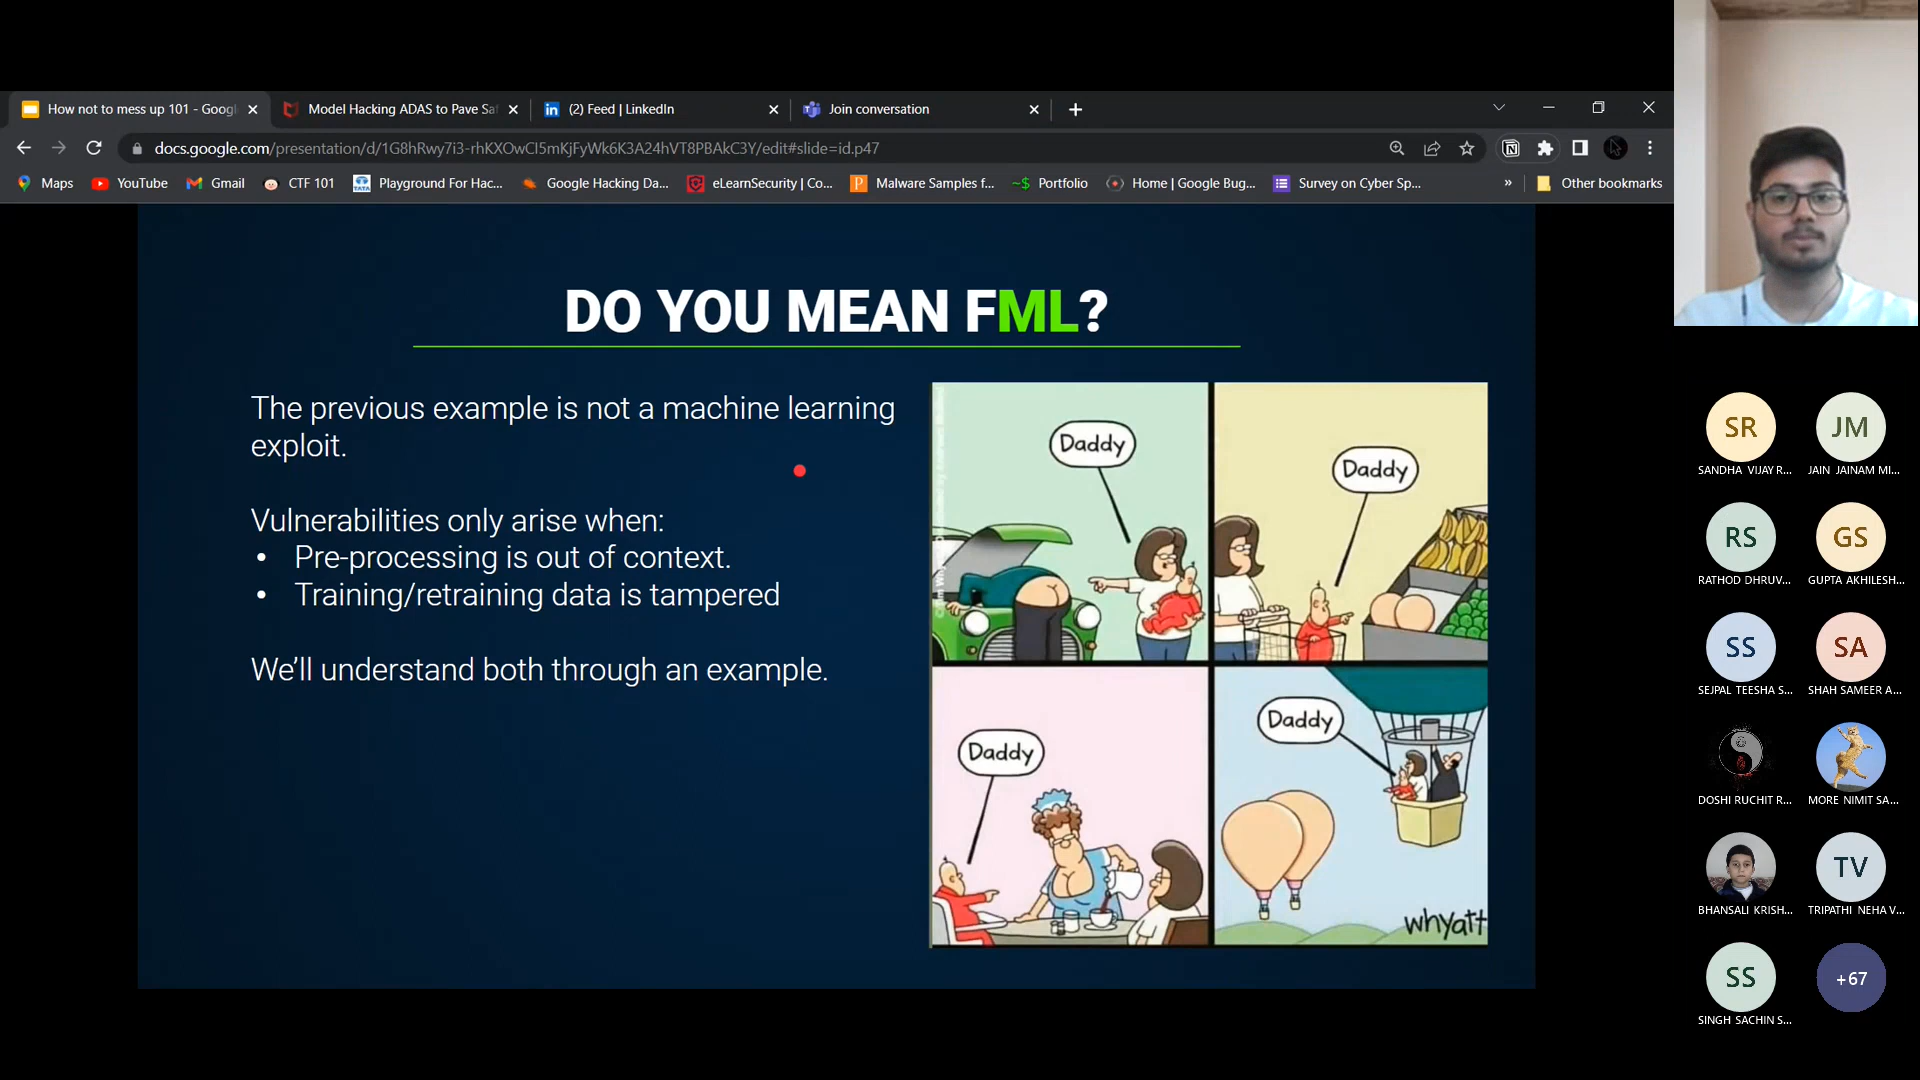 How not to mess up 101 - Goog
Model Hacking ADAS to Pave Sa
(2) Feed | LinkedIn
Join conversation
docs.google.com/presentation/d/1G8hRwy7i3-rhKXOwCI5mKjFyWk6K3A24hVT8PBAkC3Y/edit#slide=id.p47
Maps
YouTube
Gmail
CTF 101
Playground For Hac...
Google Hacking Da...
eLearnSecurity | Co...
Malware Samples f...
~$ Portfolio
Home | Google Bug...
Survey on Cyber Sp...
»
Other bookmarks
DO YOU MEAN FML?
The previous example is not a machine learning
exploit.
Vulnerabilities only arise when:
• Pre-processing is out of context.
• Training/retraining data is tampered
We'll understand both through an example.
Daddy
Daddy
Daddy
Daddy
whyatt
SR
SANDHA VIJAY R...
JM
JAIN JAINAM MI...
RS
RATHOD DHRUV...
GS
GUPTA AKHILESH...
SS
SEJPAL TEESHA S...
SA
SHAH SAMEER A...
DOSHI RUCHIT R...
MORE NIMIT SA...
BHANSALI KRISH...
TV
TRIPATHI NEHA V...
SS
SINGH SACHIN S...
+67